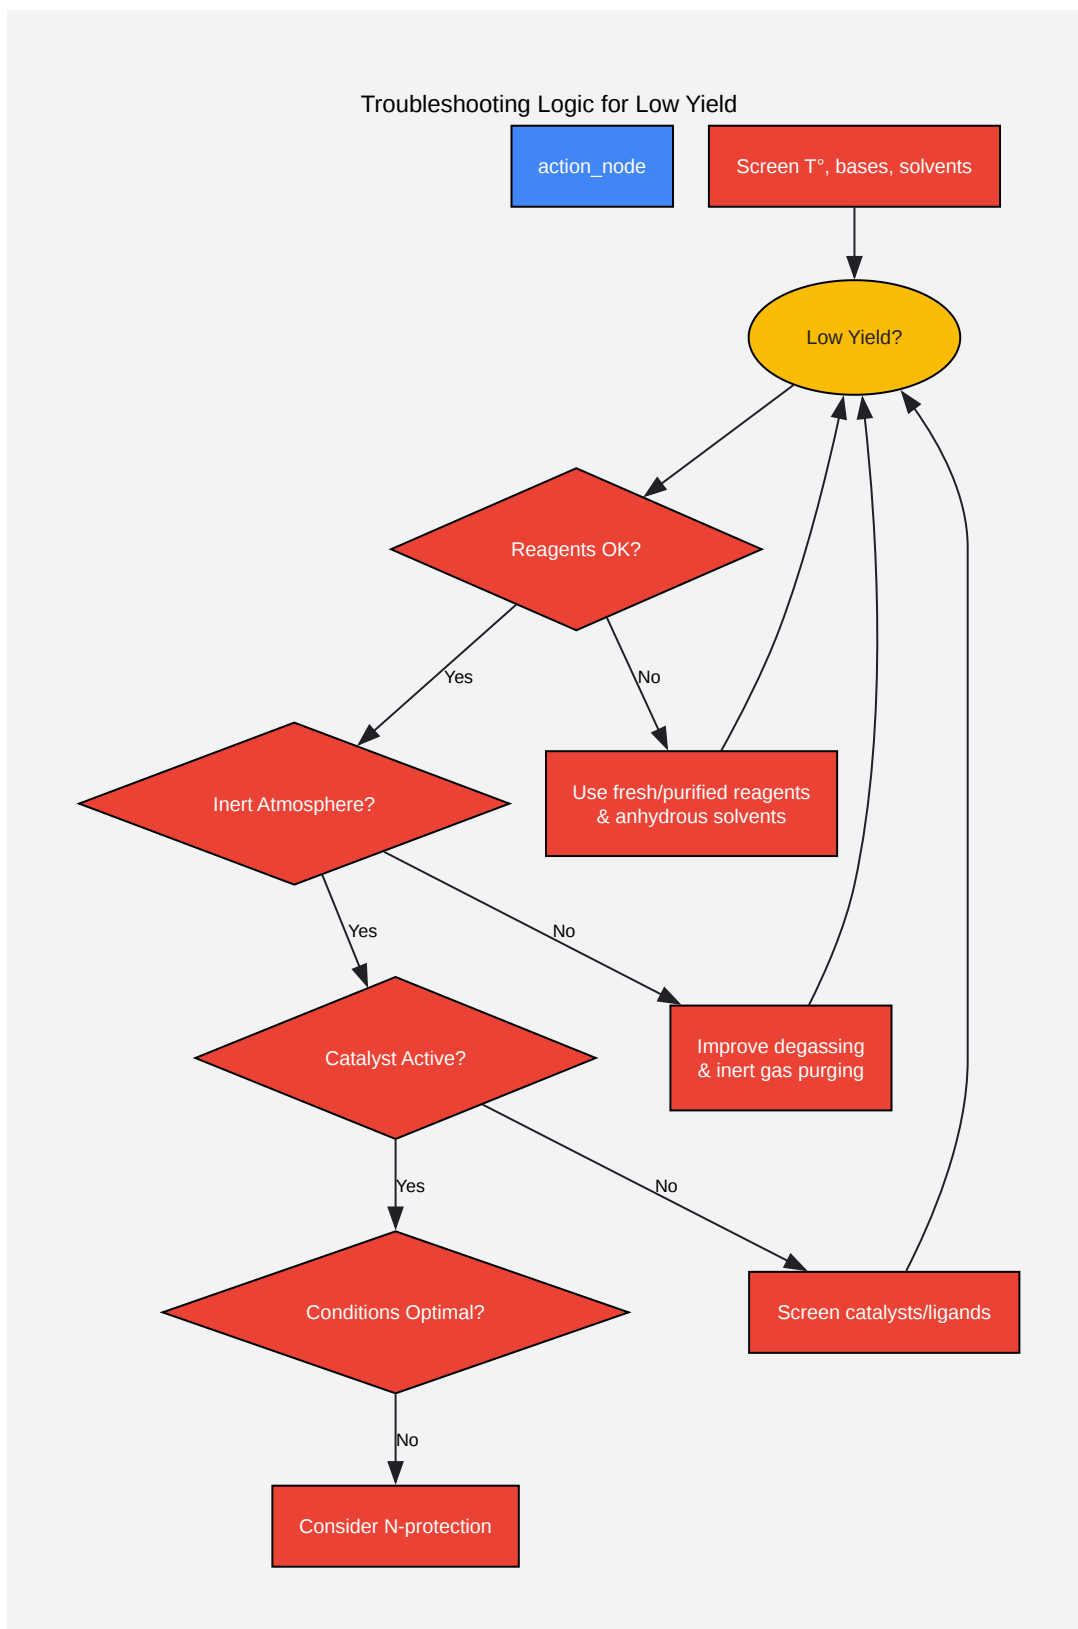 Troubleshooting Logic for Low Yield
action_node
Screen T°, bases, solvents
Low Yield?
Reagents OK?
Yes
No
Inert Atmosphere?
Use fresh/purified reagents
& anhydrous solvents
Yes
No
Catalyst Active?
Improve degassing
& inert gas purging
Yes
No
Conditions Optimal?
Screen catalysts/ligands
No
Consider N-protection